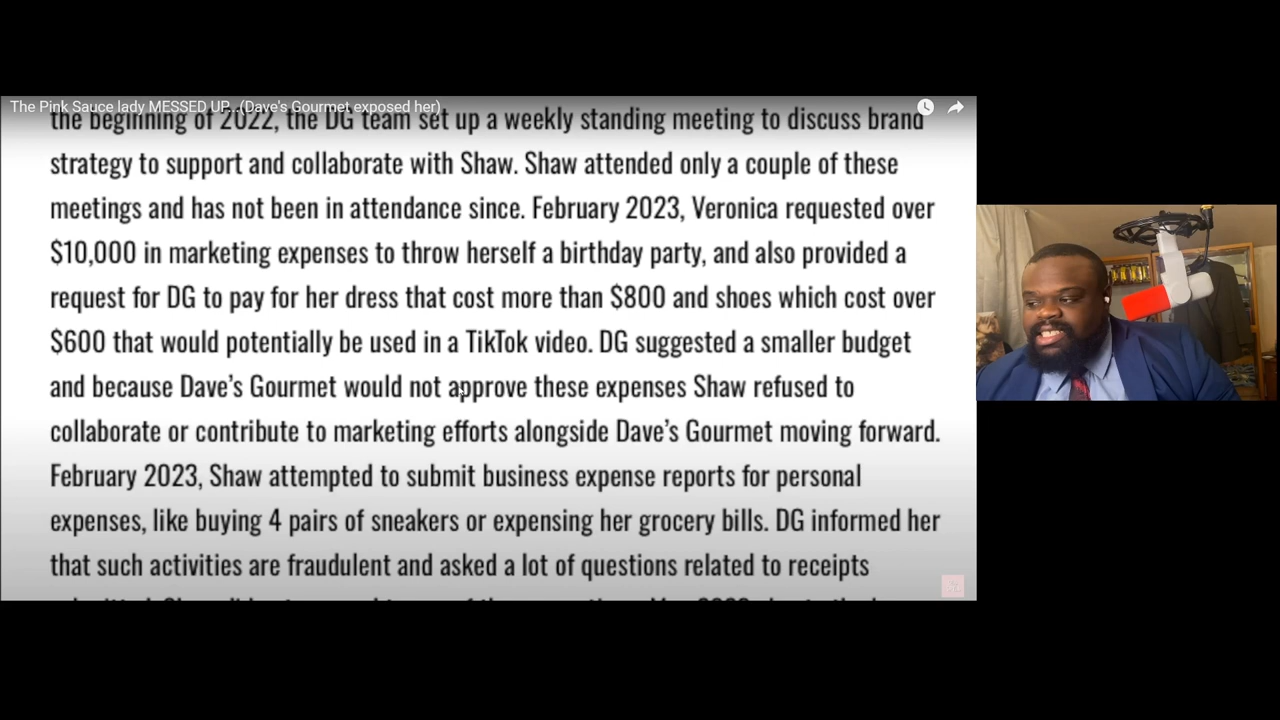 The Pink Sauce lady MESSED UP...(Dave's Gourmet exposed her)
the beginning of 2022, the DG team set up a weekly standing meeting to discuss brand
strategy to support and collaborate with Shaw. Shaw attended only a couple of these
meetings and has not been in attendance since. February 2023, Veronica requested over
$10,000 in marketing expenses to throw herself a birthday party, and also provided a
request for DG to pay for her dress that cost more than $800 and shoes which cost over
$600 that would potentially be used in a TikTok video. DG suggested a smaller budget
and because Dave's Gourmet would not approve these expenses Shaw refused to
collaborate or contribute to marketing efforts alongside Dave's Gourmet moving forward.
February 2023, Shaw attempted to submit business expense reports for personal
expenses, like buying 4 pairs of sneakers or expensing her grocery bills. DG informed her
that such activities are fraudulent and asked a lot of questions related to receipts